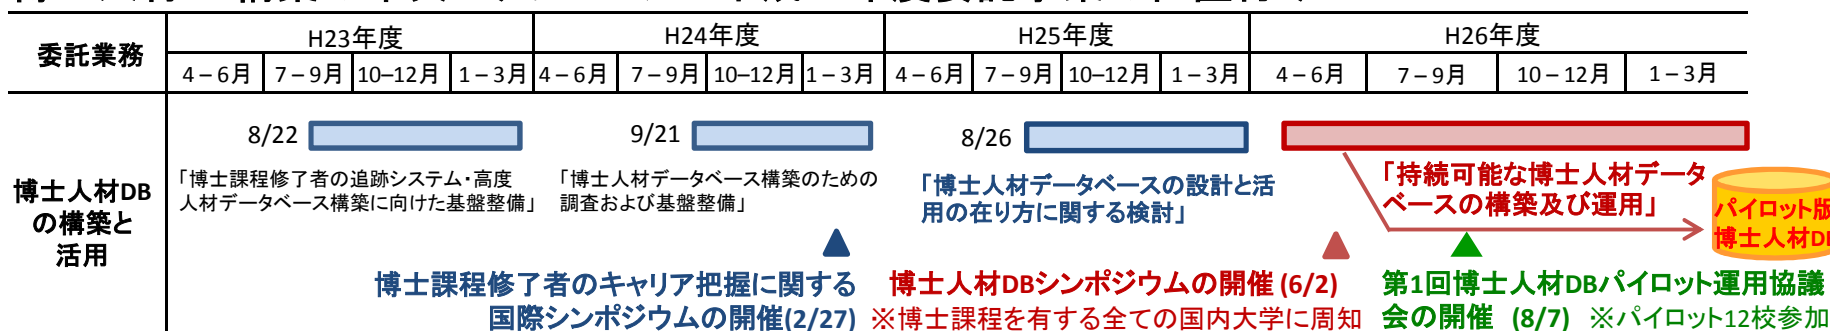 委託業務
H23年度 H24年度 H25年度 H26年度
4–6月 7–9月 10–12月 1–3月 4–6月 7–9月 10–12月 1–3月 4–6月 7–9月 10–12月 1–3月 4–6月 7–9月 10–12月 1–3月
博士人材DB
の構築と
活用
8/22
「博士課程修了者の追跡システム・高度
人材データベース構築に向けた基盤整備」
9/21
「博士人材データベース構築のための
調査および基盤整備」
8/26
「博士人材データベースの設計と活
用の在り方に関する検討」
「持続可能な博士人材データ
ベースの構築及び運用」
パイロット版
博士人材D
博士課程修了者のキャリア把握に関する
国際シンポジウムの開催(2/27)
博士人材DBシンポジウムの開催 (6/2)
※博士課程を有する全ての国内大学に周知
第1回博士人材DBパイロット運用協議
会の開催 (8/7) ※パイロット12校参加